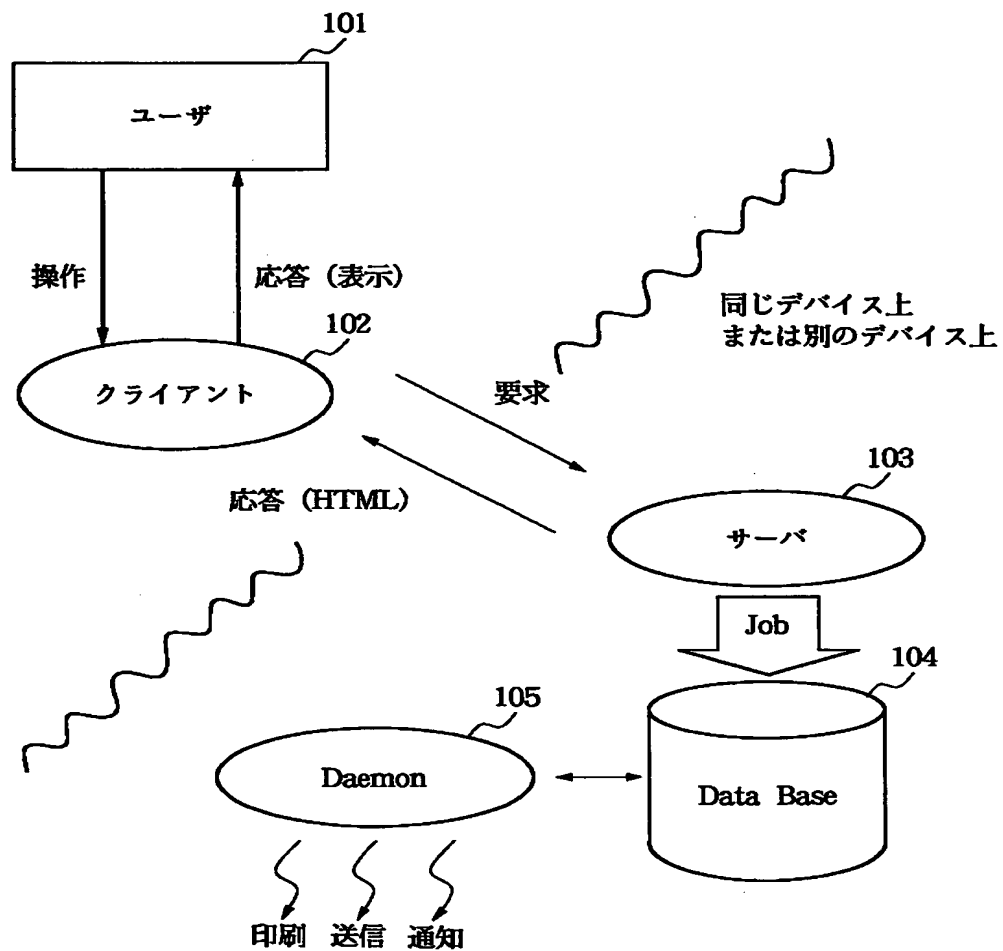 101
ユーザ
操作
応答 (表示)
102
クライアント
同じデバイス上
または別のデバイス上
要求
応答 (HTML)
103
サーバ
Job
104
105
Daemon
Data Base
印刷 送信 通知